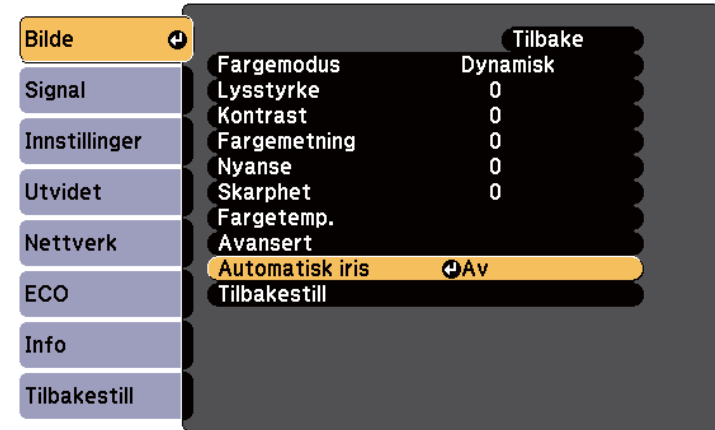 Bilde
Signal
Innstillinger
Utvidet
Nettverk
ECO
Info
Tilbakestill
Tilbake
Fargemodus Dynamisk
Lysstyrke 0
Kontrast 0
Fargemetning 0
Nyanse 0
Skarphet 0
Fargetemp.
Avansert
Automatisk iris Av
Tilbakestill